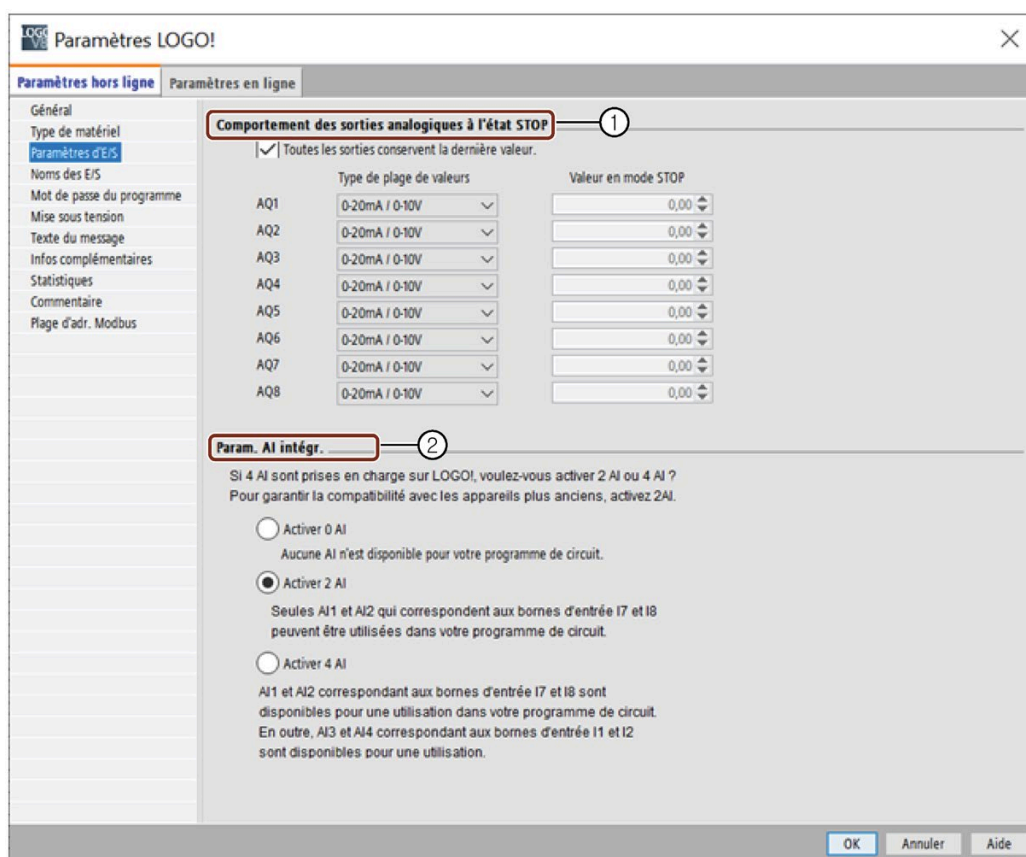 LOGO V8 Paramètres LOGO!
Paramètres hors ligne Paramètres en ligne
Général
Type de matériel
Paramètres d'E/S
Noms des E/S
Mot de passe du programme
Mise sous tension
Texte du message
Infos complémentaires
Statistiques
Commentaire
Plage d'adr. Modbus
Comportement des sorties analogiques à l'état STOP 1
Toutes les sorties conservent la dernière valeur.
Type de plage de valeurs Valeur en mode STOP
AQ1 0-20mA / 0-10V 0,00
AQ2 0-20mA / 0-10V 0,00
AQ3 0-20mA / 0-10V 0,00
AQ4 0-20mA / 0-10V 0,00
AQ5 0-20mA / 0-10V 0,00
AQ6 0-20mA / 0-10V 0,00
AQ7 0-20mA / 0-10V 0,00
AQ8 0-20mA / 0-10V 0,00
Param. AI intégr. 2
Si 4 AI sont prises en charge sur LOGO!, voulez-vous activer 2 AI ou 4 AI ?
Pour garantir la compatibilité avec les appareils plus anciens, activez 2AI.
Activer 0 AI
Aucune AI n'est disponible pour votre programme de circuit.
Activer 2 AI
Seules AI1 et AI2 qui correspondent aux bornes d'entrée I7 et I8
peuvent être utilisées dans votre programme de circuit.
Activer 4 AI
AI1 et AI2 correspondant aux bornes d'entrée I7 et I8 sont
disponibles pour une utilisation dans votre programme de circuit.
En outre, AI3 et AI4 correspondant aux bornes d'entrée I1 et I2
sont disponibles pour une utilisation.
OK Annuler Aide